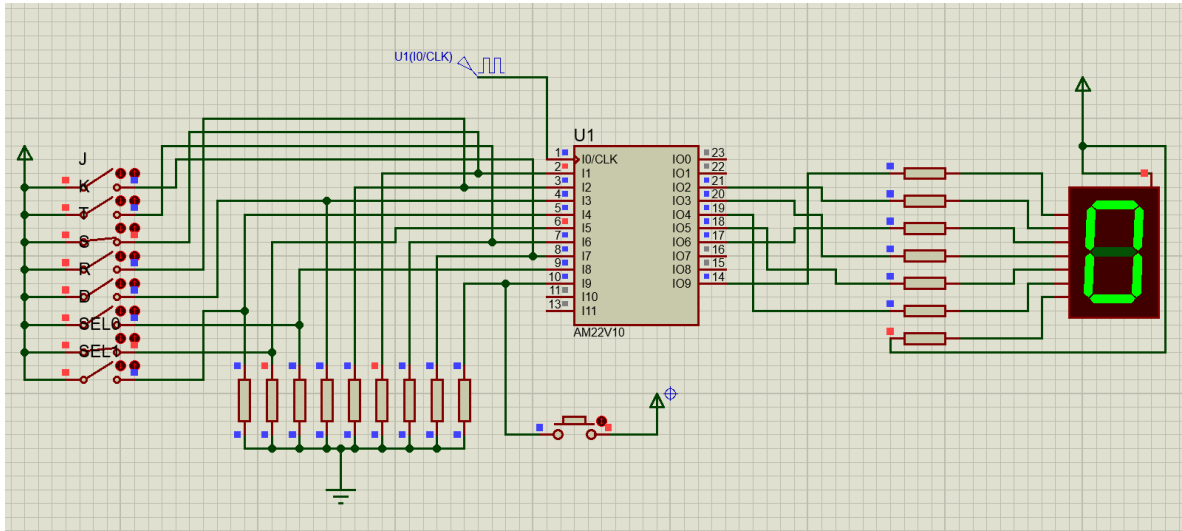 U1(I0/CLK)
J
K
T
S
R
D
SEL0
SEL1
U1
1 I0/CLK IO0 23
2 I1 IO1 22
3 I2 IO2 21
4 I3 IO3 20
5 I4 IO4 19
6 I5 IO5 18
7 I6 IO6 17
8 I7 IO7 16
9 I8 IO8 15
10 I9 IO9 14
11 I10
13 I11
AM22V10
0